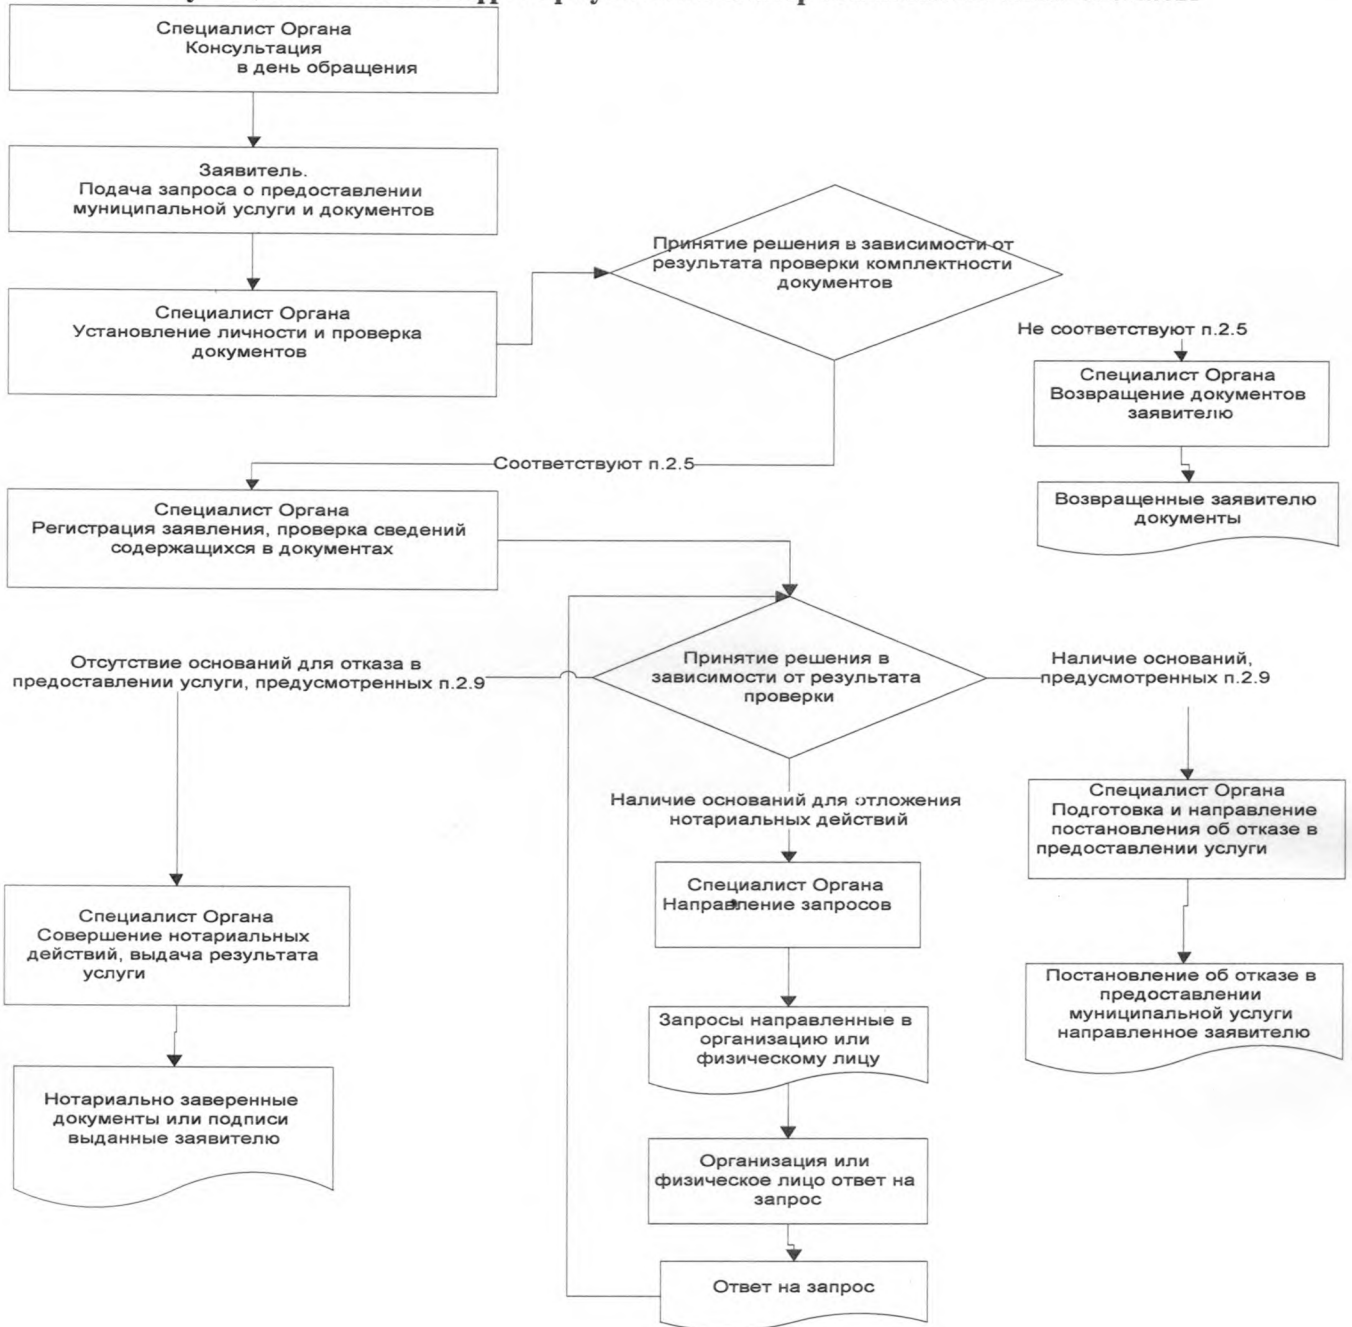 Специалист Органа
Консультация
в день обращения
Заявитель.
Подача запроса о предоставлении
муниципальной услуги и документов
Специалист Органа
Установление личности и проверка
документов
Принятие решения в зависимости от
результата проверки комплектности
документов
Не соответствуют п.2.5
Специалист Органа
Возвращение документов
заявителю
Возвращенные заявителю
документы
Соответствуют п.2.5
Специалист Органа
Регистрация заявления, проверка сведений
содержащихся в документах
Принятие решения в
зависимости от результата
проверки
Отсутствие оснований для отказа в
предоставлении услуги, предусмотренных п.2.9
Наличие оснований,
предусмотренных п.2.9
Наличие оснований для отложения
нотариальных действий
Специалист Органа
Подготовка и направление
постановления об отказе в
предоставлении услуги
Специалист Органа
Направление запросов
Специалист Органа
Совершение нотариальных
действий, выдача результата
услуги
Постановление об отказе в
предоставлении
муниципальной услуги
направленное заявителю
Запросы направленные в
организацию или
физическому лицу
Нотариально заверенные
документы или подписи
выданные заявителю
Организация или
физическое лицо ответ на
запрос
Ответ на запрос